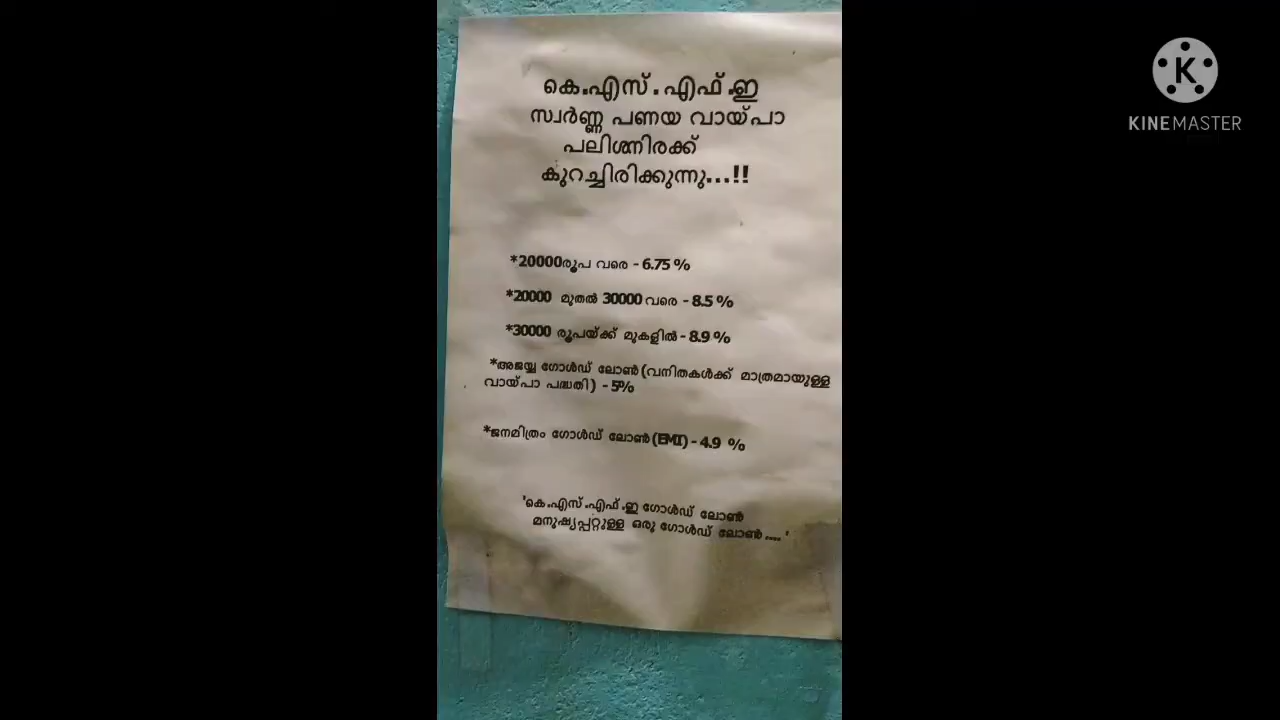 കെ.എസ്.എഫ്.ഇ
സ്വർണ്ണ പണയ വായ്പാ
പലിശനിരക്ക്
കുറച്ചിരിക്കുന്നു...!!
*20000രൂപ വരെ - 6.75 %
*20000 മുതൽ 30000 വരെ - 8.5 %
*30000 രൂപയ്ക്ക് മുകളിൽ - 8.9 %
*അജയ്യ ഗോൾഡ് ലോൺ (വനിതകൾക്ക് മാത്രമായുള്ള
വായ്പാ പദ്ധതി) - 5%
*ജനമിത്രം ഗോൾഡ് ലോൺ (EMI) - 4.9 %
'കെ.എസ്.എഫ്.ഇ ഗോൾഡ് ലോൺ
മനുഷ്യപ്പറ്റുള്ള ഒരു ഗോൾഡ് ലോൺ....'
K
KINEMASTER